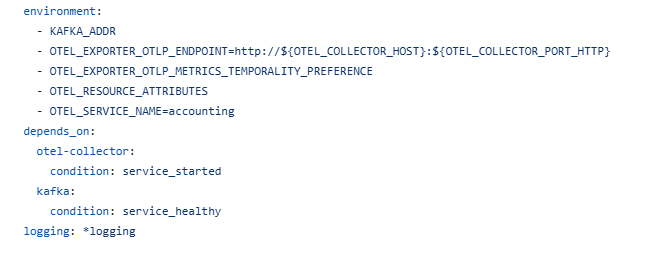 environment:
  - KAFKA_ADDR
  - OTEL_EXPORTER_OTLP_ENDPOINT=http://${OTEL_COLLECTOR_HOST}:${OTEL_COLLECTOR_PORT_HTTP}
  - OTEL_EXPORTER_OTLP_METRICS_TEMPORALITY_PREFERENCE
  - OTEL_RESOURCE_ATTRIBUTES
  - OTEL_SERVICE_NAME=accounting
depends_on:
  otel-collector:
    condition: service_started
  kafka:
    condition: service_healthy
logging: *logging